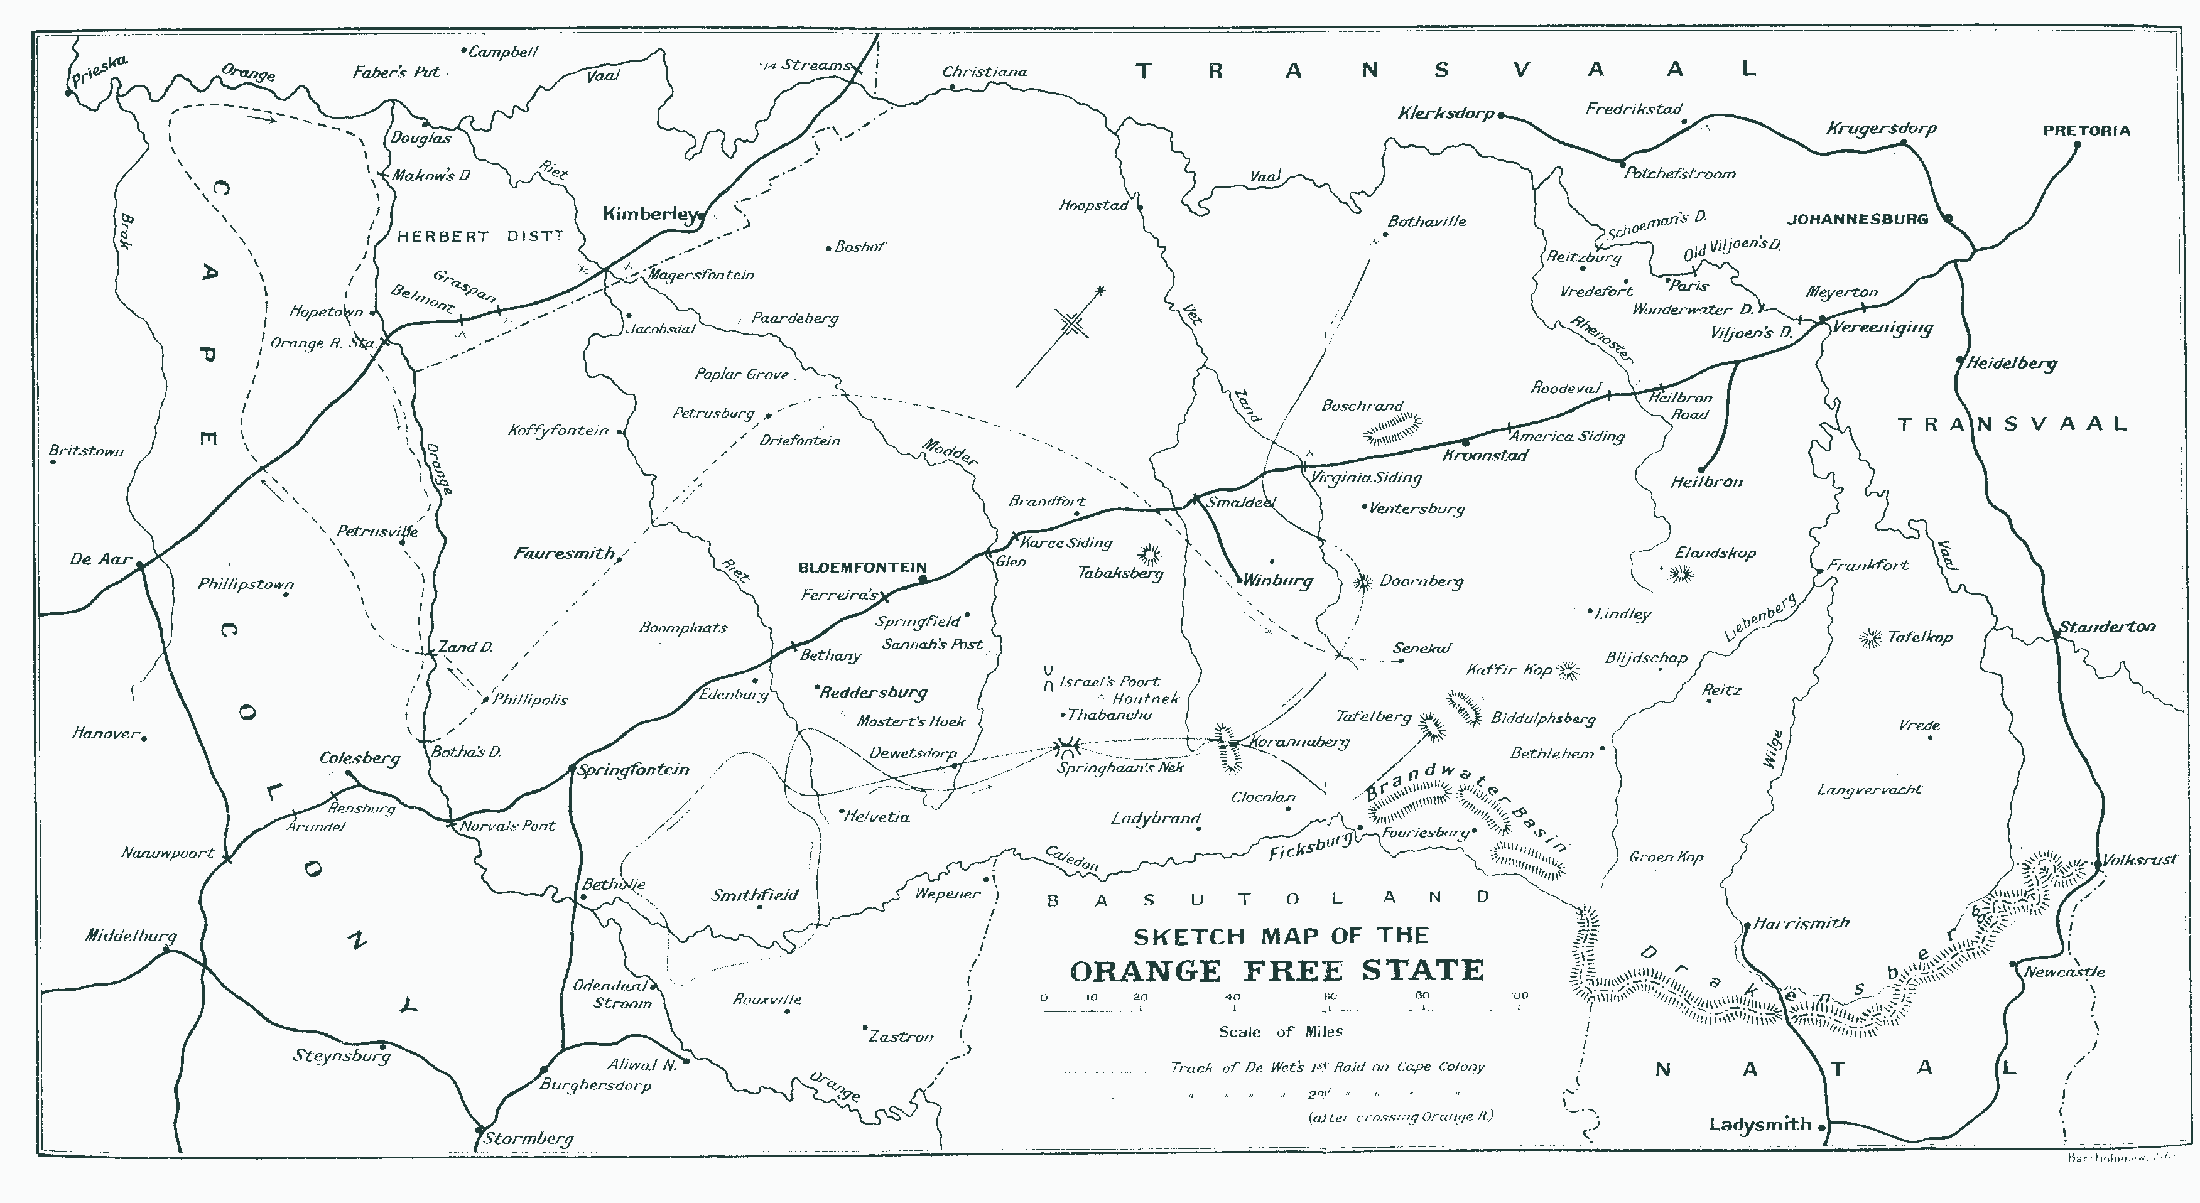 Prieska
Orange
Faber's Put
Campbell
Vaal
14 Streams
Christiana
TRANSVAAL
Klerksdorp
Fredrikstad
Krugersdorp
PRETORIA
Douglas
Makow's D
Riet
Potchefstroom
Brak
CAPE COLONY
HERBERT DISTT
Kimberley
Boshof
Hoopstad
Vaal
Bothaville
Schoeman's D.
Old Viljoen's D.
JOHANNESBURG
Reitzburg
Vredefort
Paris
Wunderwater D.
Meyerton
Graspan
Belmont
Magersfontein
Hopetown
Orange R. Sta.
Jacobsdal
Paardeberg
Vet
Rhenoster
Viljoen's D.
Vereeniging
Heidelberg
Poplar Grove
Petrusburg
Driefontein
Koffyfontein
Modder
Zand
Boschrand
Roodeval
Heilbron
Road
America Siding
Kroonstad
TRANSVAAL
Britstown
Orange
Virginia Siding
Heilbron
Brandfort
Smaldeel
Ventersburg
Petrusville
De Aar
Fauresmith
Riet
Karee Siding
Glen
Tabaksberg
Elandskop
Frankfort
Vaal
Phillipstown
BLOEMFONTEIN
Ferreira's
Winburg
Doornberg
Springfield
Lindley
Liebenberg
Boomplaats
Sannah's Post
Zand D.
Bethany
Senekal
Tafelkop
Standerton
Israel's Poort
Houtnek
Kaffir Kop
Blijdschap
Phillipolis
Edenburg
Reddersburg
Thabanchu
Reitz
Hanover
Mostert's Hoek
Tafelberg
Biddulphsberg
Vrede
Botha's D.
Dewetsdorp
Korannaberg
Bethlehem
Wilge
Colesberg
Springfontein
Springhaan's Nek
Brandwater Basin
Langvervacht
Rensburg
Arundel
Norval's Pont
Helvetia
Clocolan
Ladybrand
Ficksburg
Fouriesburg
Nauwpoort
Caledon
Groen Kop
Volksrust
Bethulie
Smithfield
Wepener
BASUTOLAND
Middelburg
SKETCH MAP OF THE
ORANGE FREE STATE
Harrismith
Drakensberg
Newcastle
Odendaal
Stroom
Rouxville
0 10 20 40 60 80 100
Scale of Miles
Zastron
Steynsburg
Aliwal N.
Burghersdorp
Orange
Track of De Wet's 1st Raid on Cape Colony
" " " " 2nd " " " "
(after crossing Orange R.)
NATAL
Ladysmith
Stormberg